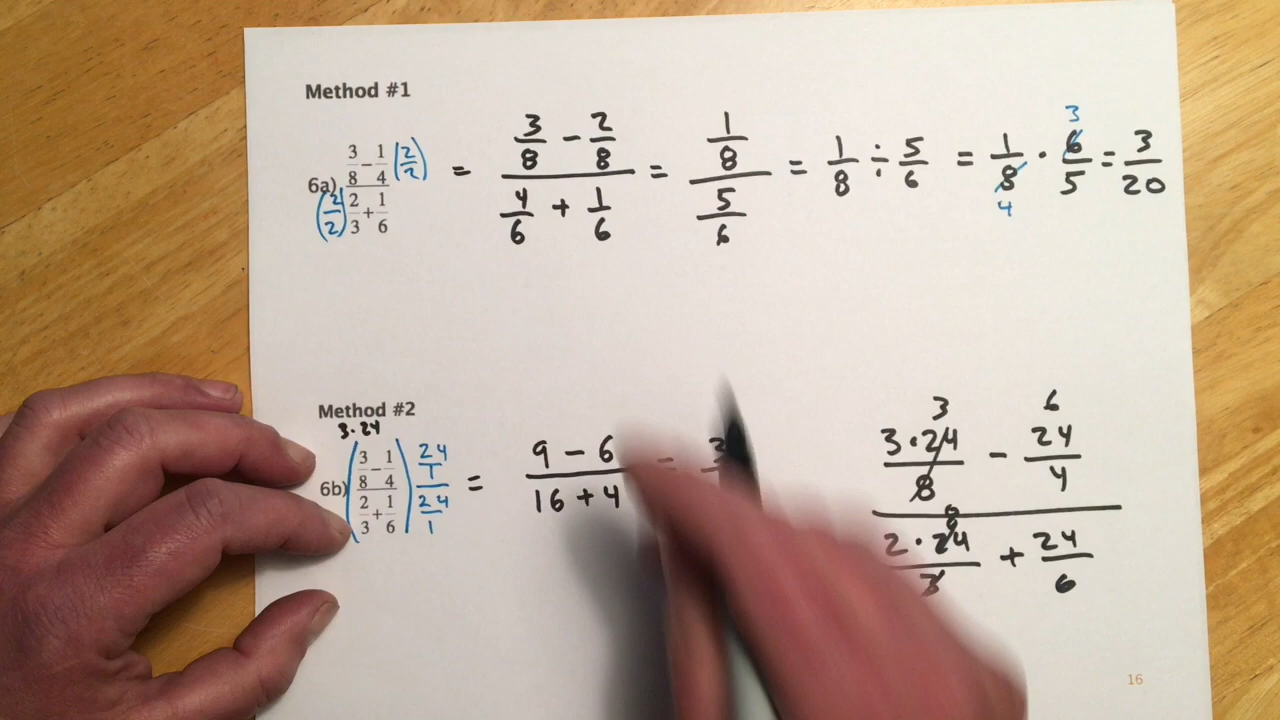 Method #1
6a) (3/8 - 1/4 (2/2)) / ((2/2) 2/3 + 1/6) = (3/8 - 2/8) / (4/6 + 1/6) = (1/8) / (5/6) = 1/8 ÷ 5/6 = 1/8 · 6/5 = 3/20
3
4
Method #2
3·24
6b) ((3/8 - 1/4) / (2/3 + 1/6)) (24/1) / (24/1) = (9 - 6) / (16 + 4) = 3
3 6
3·24/8 - 24/4
8
2·24/3 + 24/6
16